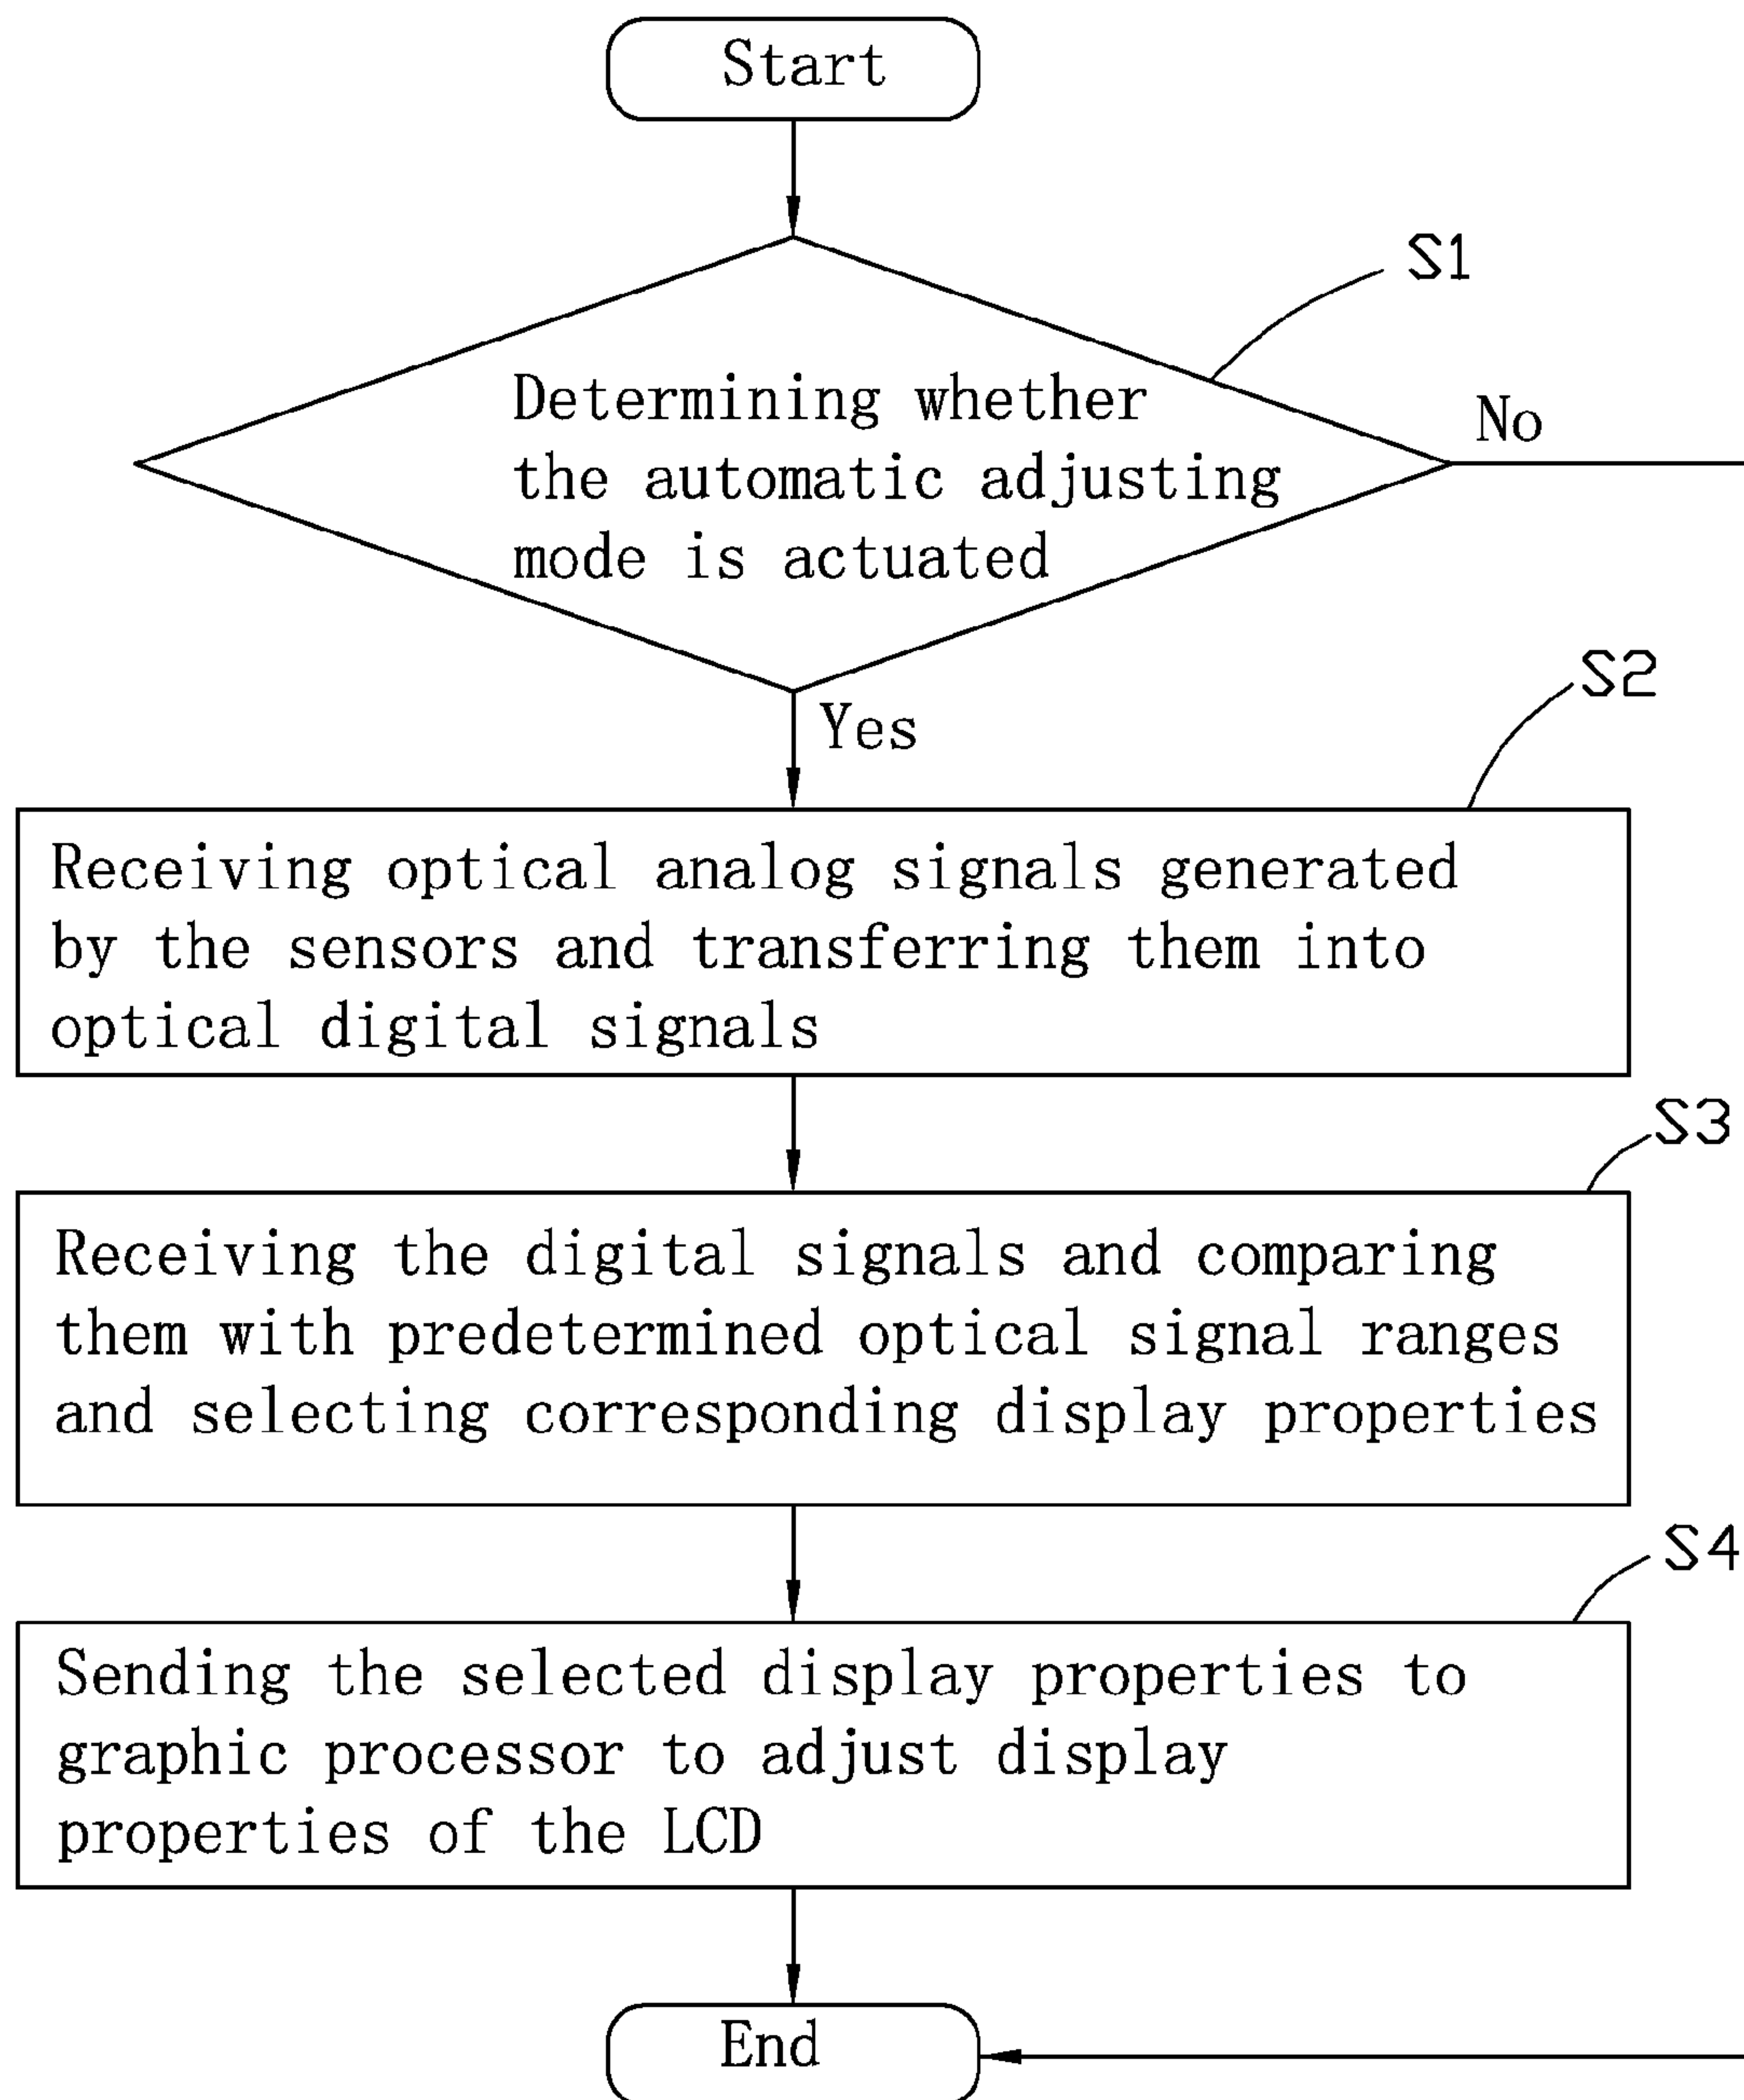 Start
S1
Determining whether
the automatic adjusting
mode is actuated
No
Yes
S2
Receiving optical analog signals generated
by the sensors and transferring them into
optical digital signals
S3
Receiving the digital signals and comparing
them with predetermined optical signal ranges
and selecting corresponding display properties
S4
Sending the selected display properties to
graphic processor to adjust display
properties of the LCD
End